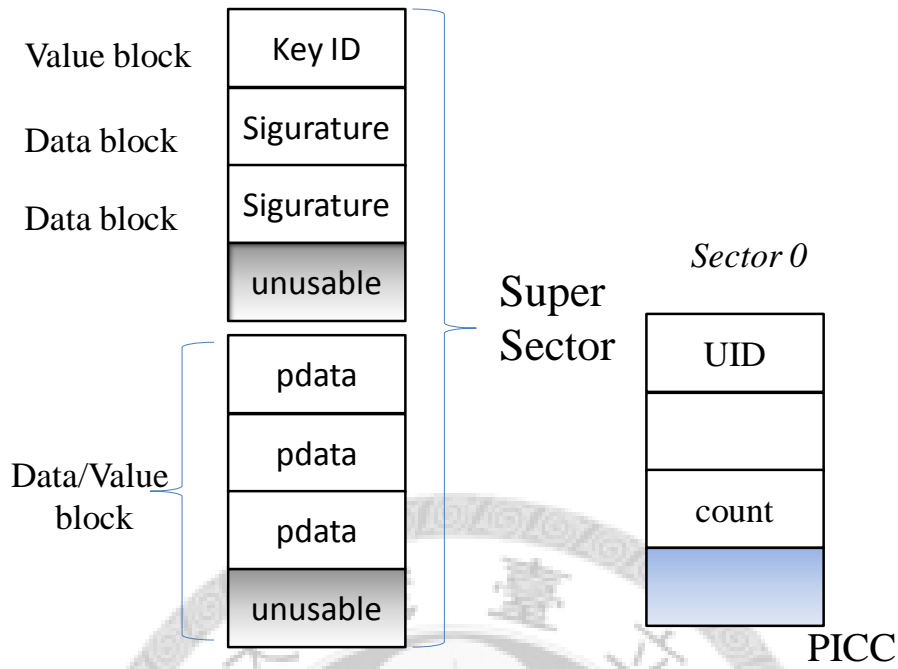 Value block
Key ID
Data block
Sigurature
Data block
Sigurature
unusable
Data/Value
block
pdata
pdata
pdata
unusable
Super
Sector
Sector 0
UID
count
PICC